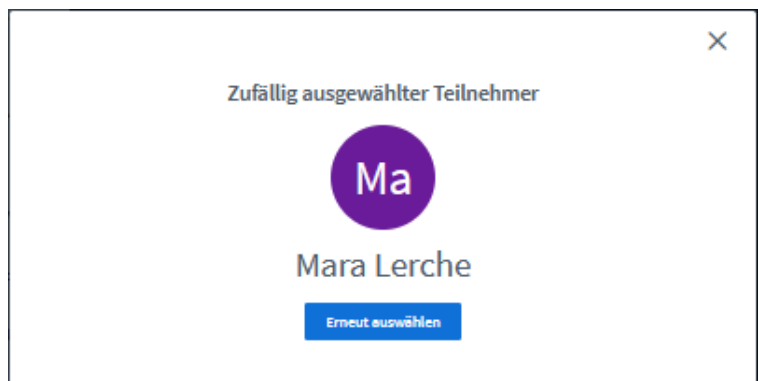 Zufällig ausgewählter Teilnehmer
Ma
Mara Lerche
Erneut auswählen